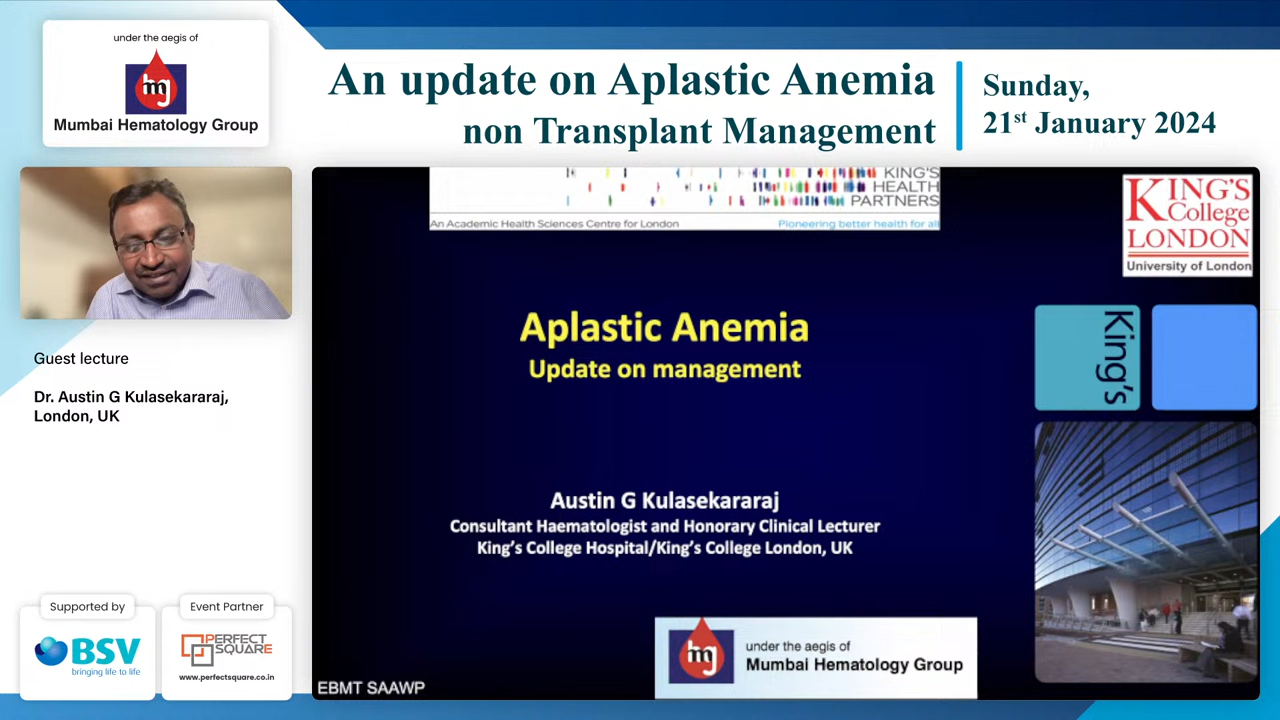 under the aegis of
mg
Mumbai Hematology Group
An update on Aplastic Anemia
non Transplant Management
Sunday,
21st January 2024
Guest lecture
Dr. Austin G Kulasekararaj,
London, UK
Supported by
BSV
bringing life to life
Event Partner
PERFECT
SQUARE
www.perfectsquare.co.in
KING'S
HEALTH
PARTNERS
An Academic Health Sciences Centre for London
Pioneering better health for all
KING'S
College
LONDON
University of London
Aplastic Anemia
Update on management
King's
Austin G Kulasekararaj
Consultant Haematologist and Honorary Clinical Lecturer
King's College Hospital/King's College London, UK
mg
under the aegis of
Mumbai Hematology Group
EBMT SAAWP